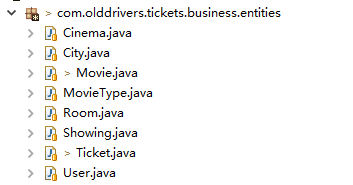 > com.olddrivers.tickets.business.entities
Cinema.java
City.java
> Movie.java
MovieType.java
Room.java
Showing.java
> Ticket.java
User.java